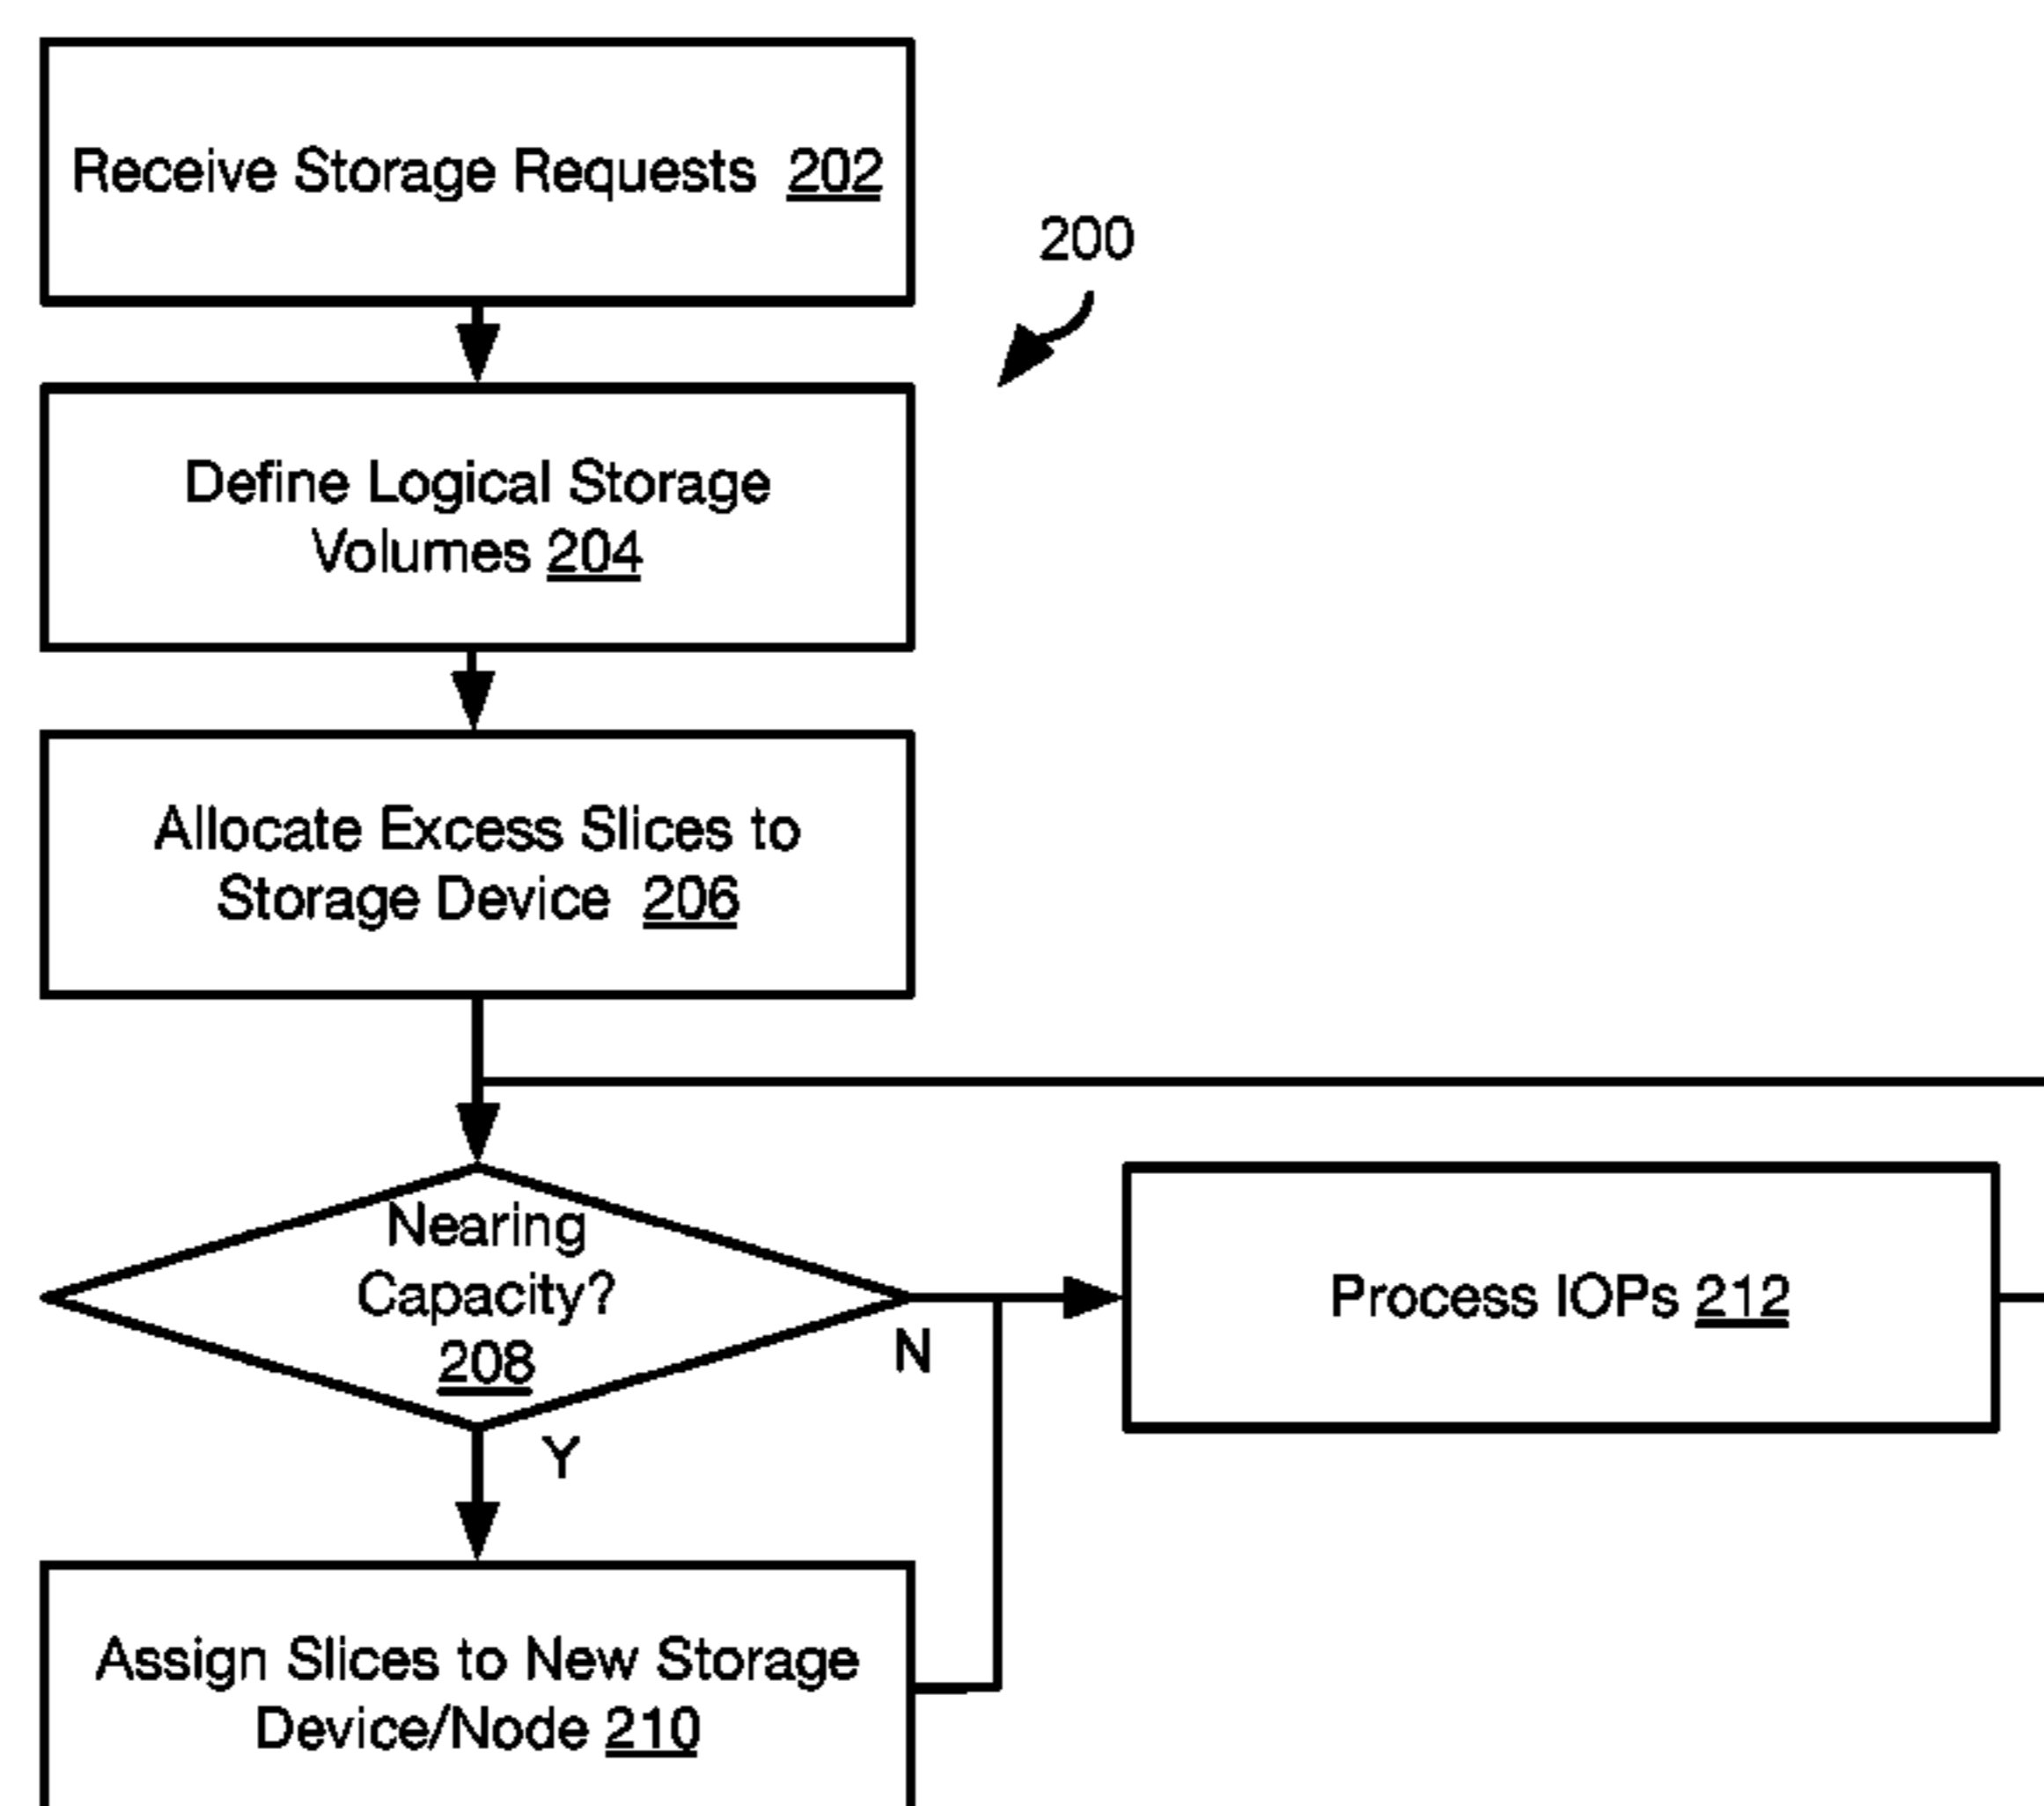 Receive Storage Requests 202
200
Define Logical Storage
Volumes 204
Allocate Excess Slices to
Storage Device 206
Nearing
Capacity?
208
N
Y
Process IOPs 212
Assign Slices to New Storage
Device/Node 210